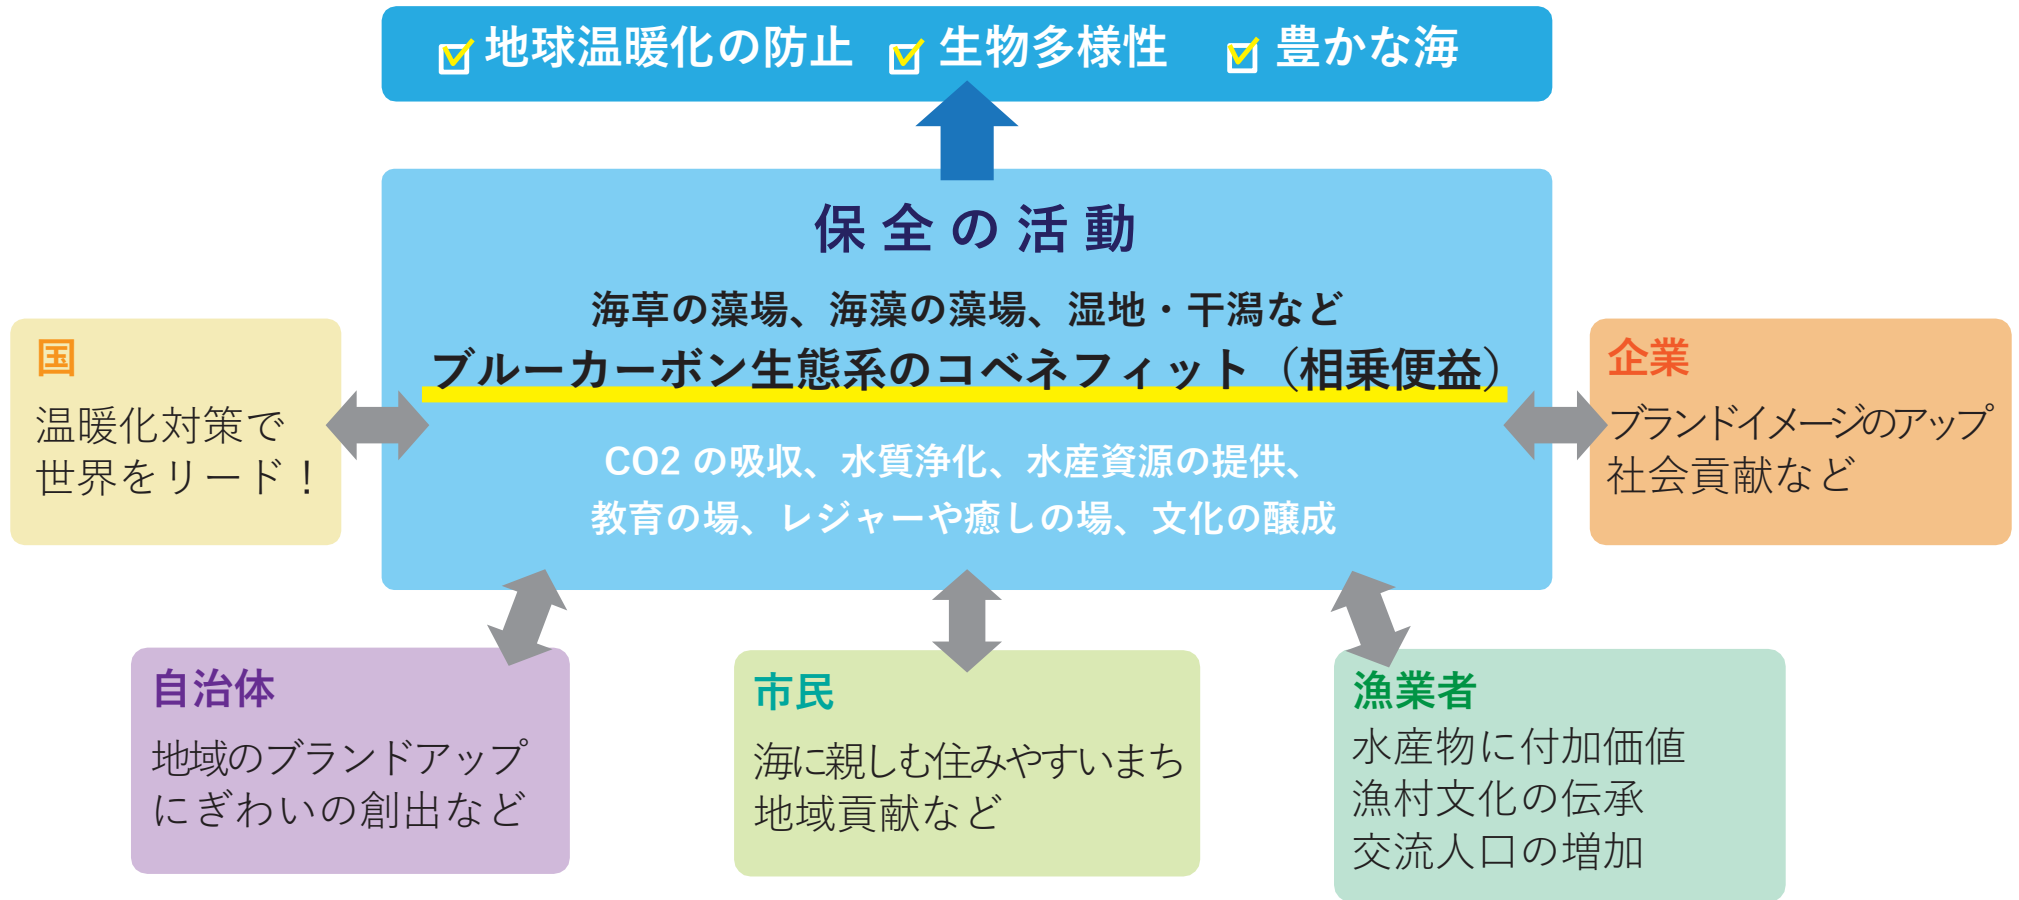 地球温暖化の防止 生物多様性 豊かな海
保全の活動
海草の藻場、海藻の藻場、湿地・干潟など
ブルーカーボン生態系のコベネフィット（相乗便益）
CO2 の吸収、水質浄化、水産資源の提供、
教育の場、レジャーや癒しの場、文化の醸成
国
温暖化対策で
世界をリード！
企業
ブランドイメージのアップ
社会貢献など
自治体
地域のブランドアップ
にぎわいの創出など
市民
海に親しむ住みやすいまち
地域貢献など
漁業者
水産物に付加価値
漁村文化の伝承
交流人口の増加